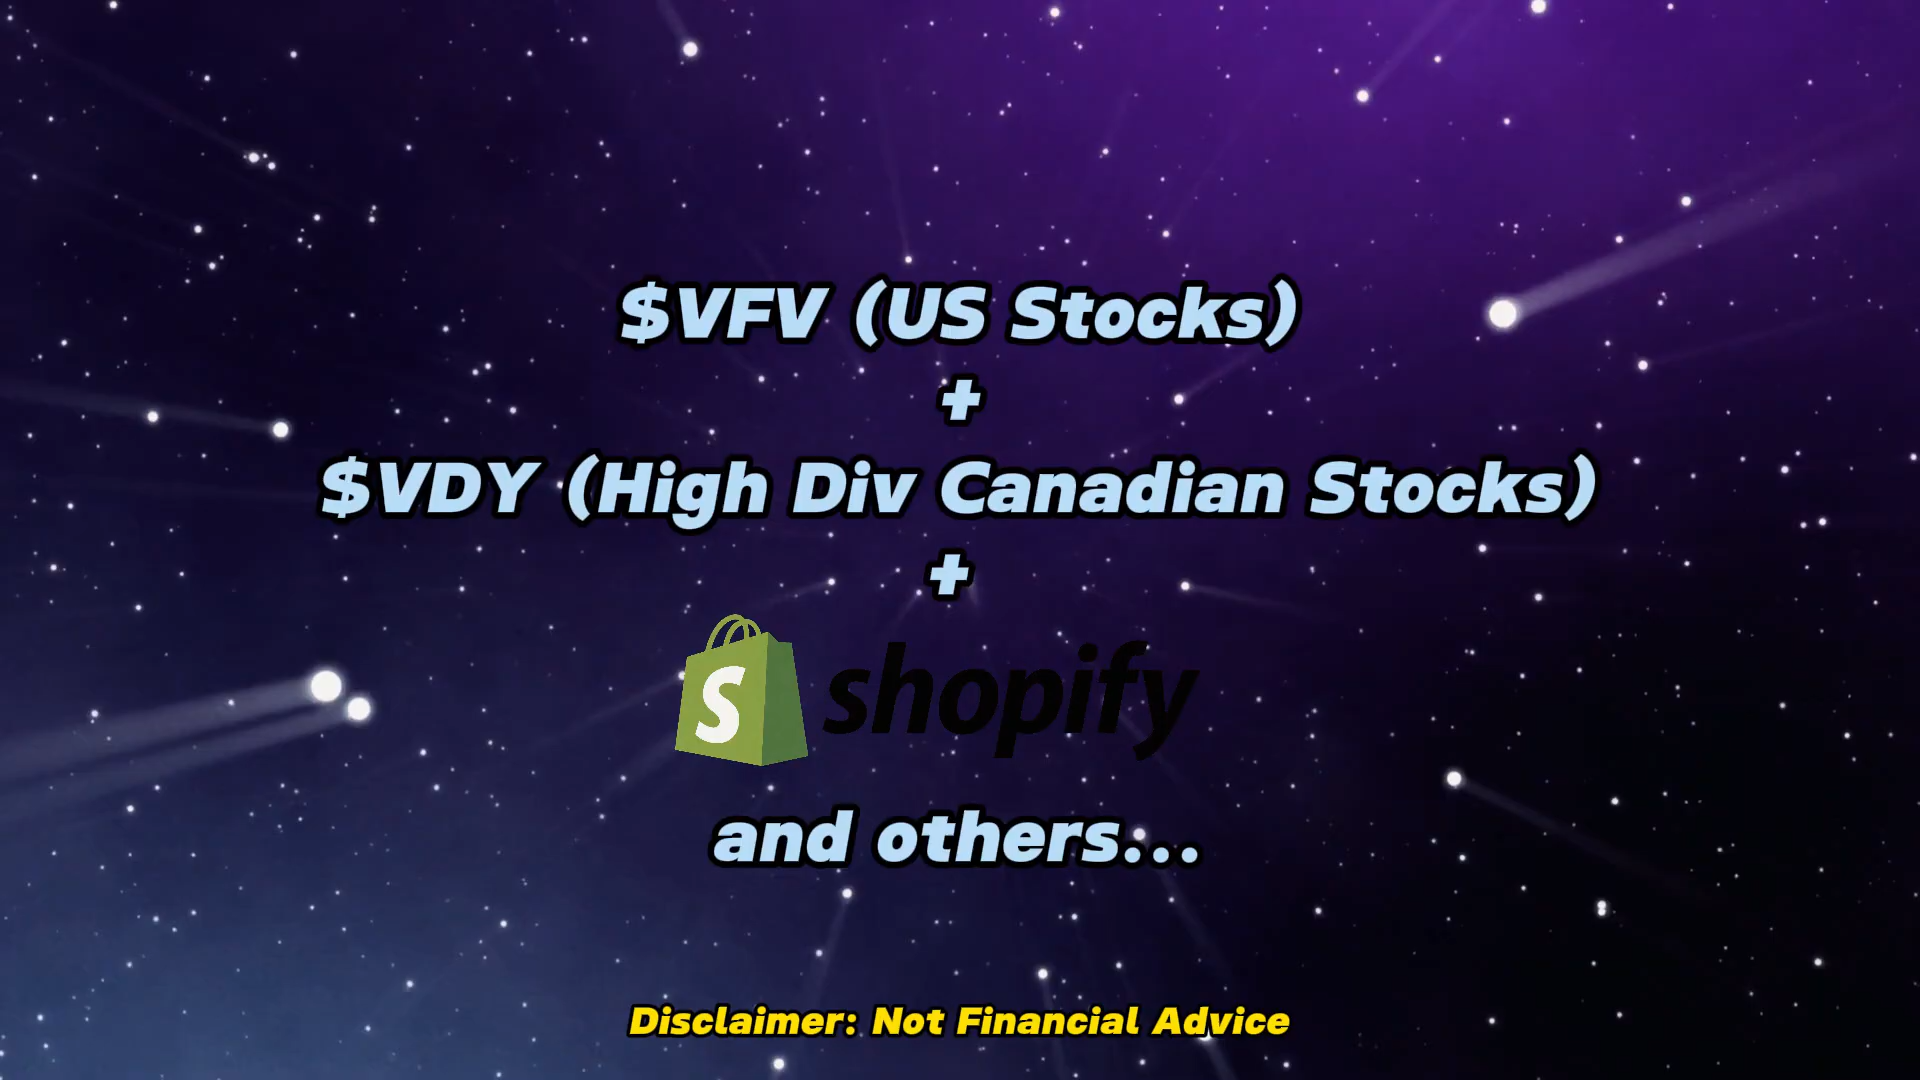 $VFV (US Stocks)
+
$VDY (High Div Canadian Stocks)
+
S shopify
and others...
Disclaimer: Not Financial Advice